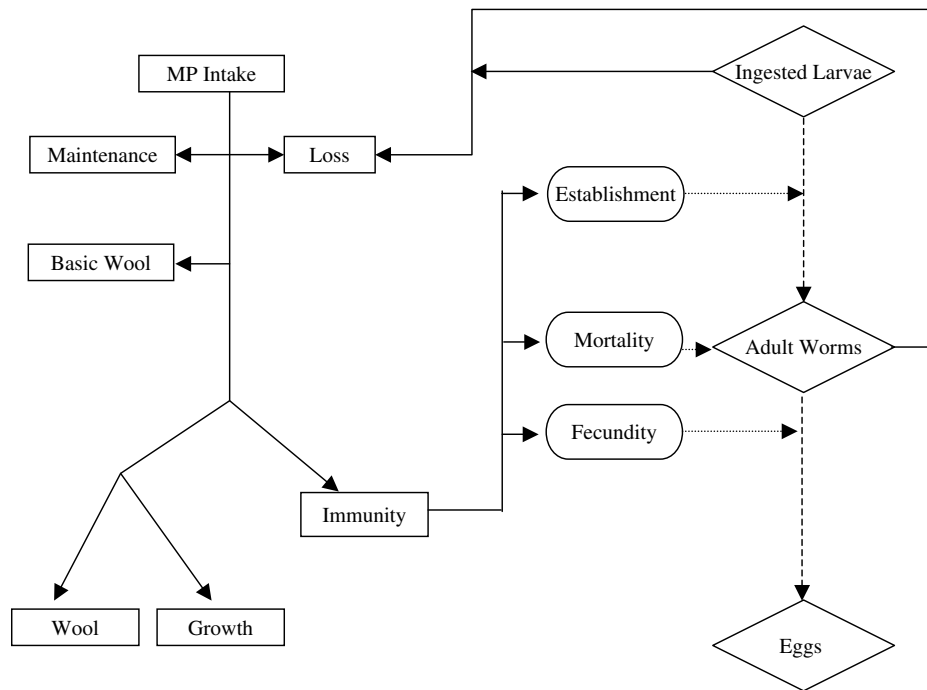 MP Intake
Ingested Larvae
Maintenance
Loss
Establishment
Basic Wool
Mortality
Adult Worms
Fecundity
Immunity
Wool
Growth
Eggs